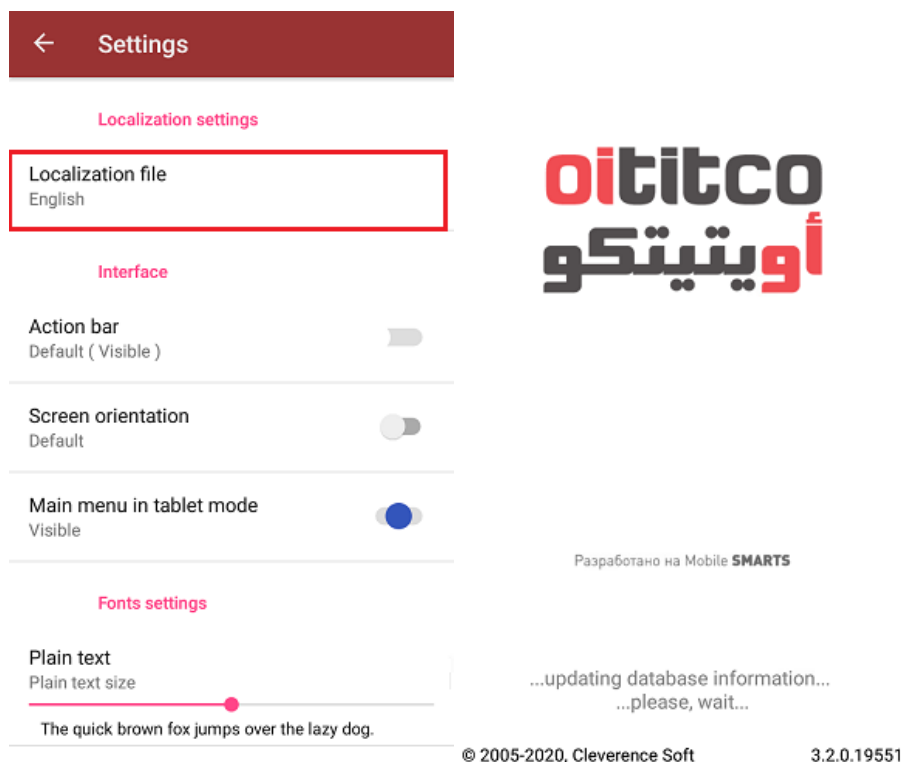 Settings
Localization settings
Localization file
English
Interface
Action bar
Default ( Visible )
Screen orientation
Default
Main menu in tablet mode
Visible
Fonts settings
Plain text
Plain text size
The quick brown fox jumps over the lazy dog.
oititco
أويتيتكو
Разработано на Mobile SMARTS
...updating database information...
...please, wait...
© 2005-2020, Cleverence Soft
3.2.0.19551